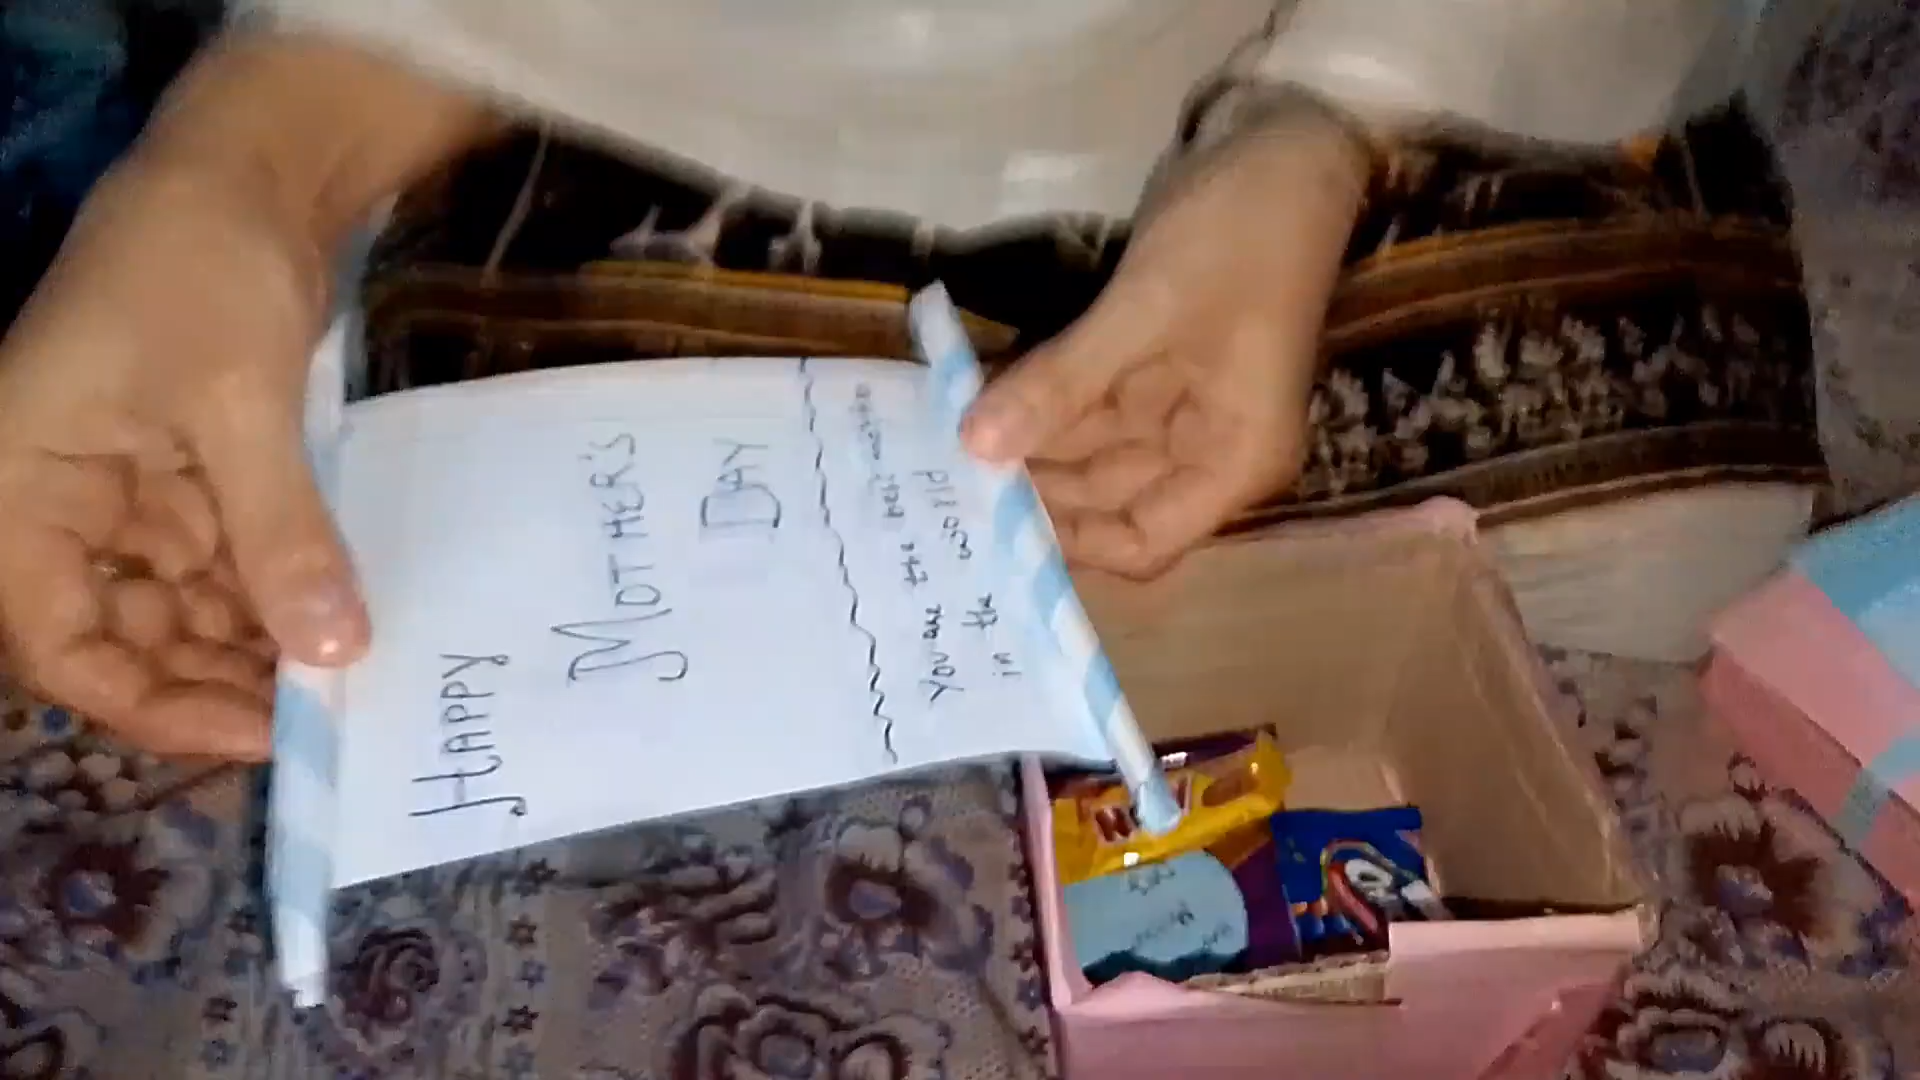 HAPPY
MOTHER'S
DAY
You are the best mother
in the world